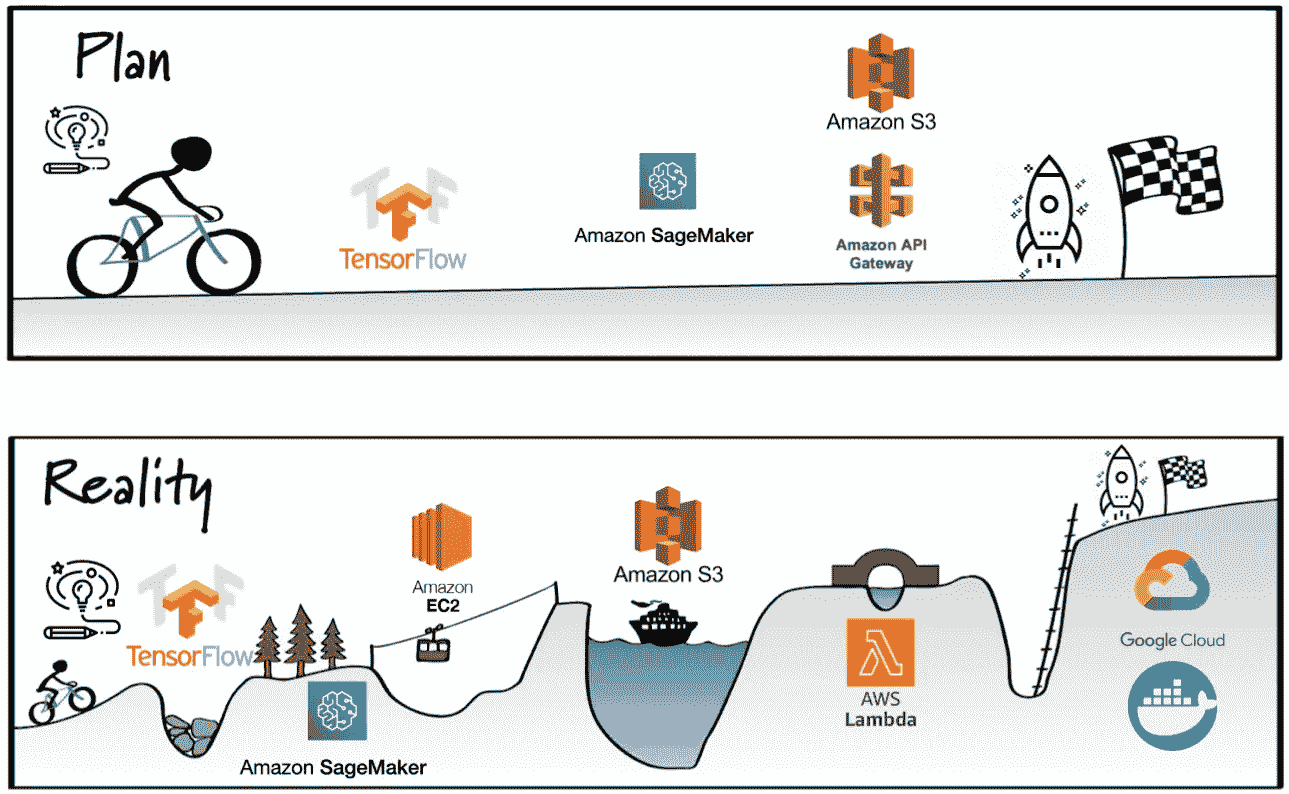 Plan
Amazon S3
TensorFlow
Amazon SageMaker
Amazon API
Gateway
Reality
Amazon
EC2
Amazon S3
TensorFlow
Google Cloud
AWS
Lambda
Amazon SageMaker